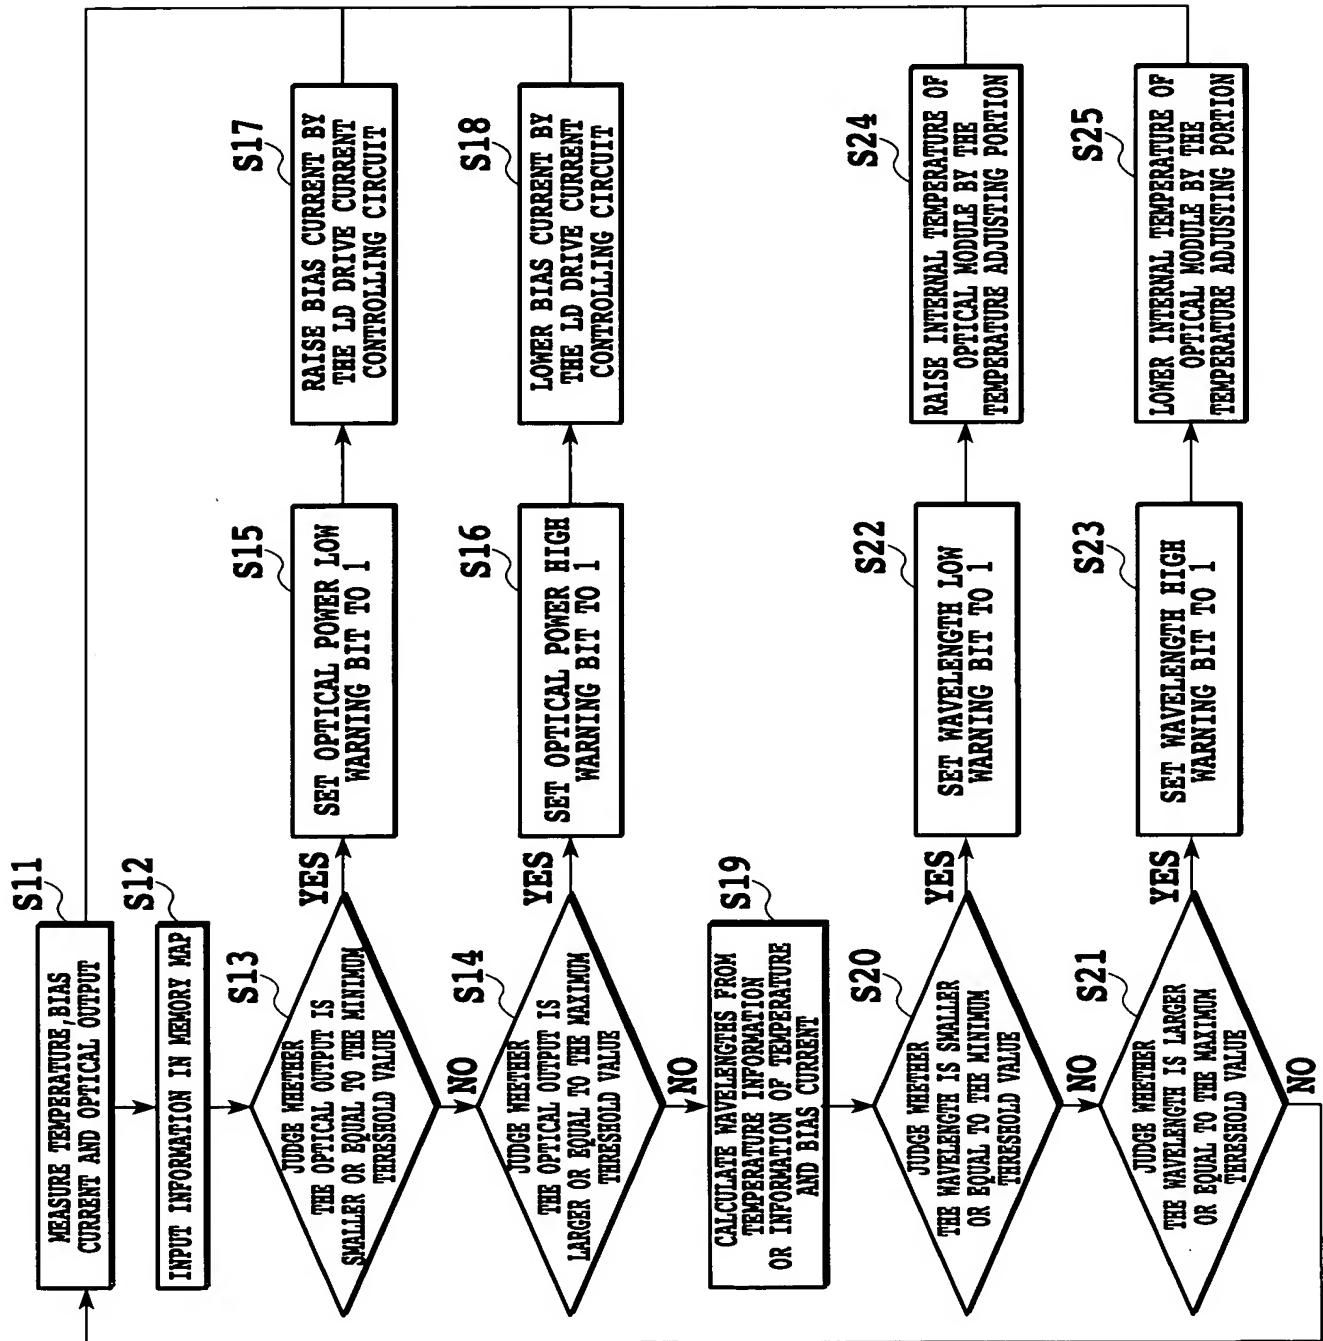 S11
MEASURE TEMPERATURE, BIAS
CURRENT AND OPTICAL OUTPUT
S12
INPUT INFORMATION IN MEMORY MAP
S13
JUDGE WHETHER
THE OPTICAL OUTPUT IS
SMALLER OR EQUAL TO THE MINIMUM
THRESHOLD VALUE
YES
NO
S15
SET OPTICAL POWER LOW
WARNING BIT TO 1
S17
RAISE BIAS CURRENT BY
THE LD DRIVE CURRENT
CONTROLLING CIRCUIT
S14
JUDGE WHETHER
THE OPTICAL OUTPUT IS
LARGER OR EQUAL TO THE MAXIMUM
THRESHOLD VALUE
YES
NO
S16
SET OPTICAL POWER HIGH
WARNING BIT TO 1
S18
LOWER BIAS CURRENT BY
THE LD DRIVE CURRENT
CONTROLLING CIRCUIT
S19
CALCULATE WAVELENGTHS FROM
TEMPERATURE INFORMATION
OR INFORMATION OF TEMPERATURE
AND BIAS CURRENT
S20
JUDGE WHETHER
THE WAVELENGTH IS SMALLER
OR EQUAL TO THE MINIMUM
THRESHOLD VALUE
YES
NO
S22
SET WAVELENGTH LOW
WARNING BIT TO 1
S24
RAISE INTERNAL TEMPERATURE OF
OPTICAL MODULE BY THE
TEMPERATURE ADJUSTING PORTION
S21
JUDGE WHETHER
THE WAVELENGTH IS LARGER
OR EQUAL TO THE MAXIMUM
THRESHOLD VALUE
YES
NO
S23
SET WAVELENGTH HIGH
WARNING BIT TO 1
S25
LOWER INTERNAL TEMPERATURE OF
OPTICAL MODULE BY THE
TEMPERATURE ADJUSTING PORTION